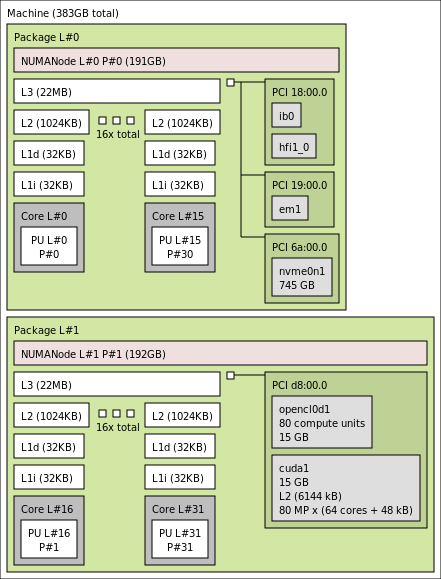 Machine (383GB total)
Package L#0
NUMANode L#0 P#0 (191GB)
L3 (22MB)
L2 (1024KB)
16x total
L2 (1024KB)
L1d (32KB)
L1d (32KB)
L1i (32KB)
L1i (32KB)
Core L#0
PU L#0
P#0
Core L#15
PU L#15
P#30
PCI 18:00.0
ib0
hfi1_0
PCI 19:00.0
em1
PCI 6a:00.0
nvme0n1
745 GB
Package L#1
NUMANode L#1 P#1 (192GB)
L3 (22MB)
L2 (1024KB)
16x total
L2 (1024KB)
L1d (32KB)
L1d (32KB)
L1i (32KB)
L1i (32KB)
Core L#16
PU L#16
P#1
Core L#31
PU L#31
P#31
PCI d8:00.0
opencl0d1
80 compute units
15 GB
cuda1
15 GB
L2 (6144 kB)
80 MP x (64 cores + 48 kB)